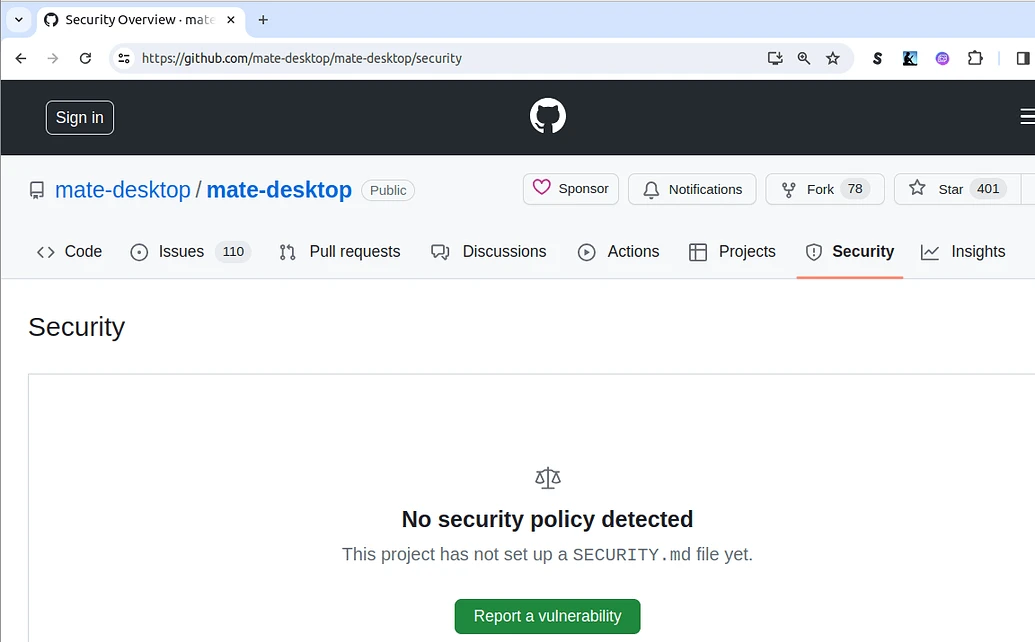 Security Overview · mate
https://github.com/mate-desktop/mate-desktop/security
Sign in
mate-desktop / mate-desktop Public
Sponsor Notifications Fork 78 Star 401
Code Issues 110 Pull requests Discussions Actions Projects Security Insights
Security
No security policy detected
This project has not set up a SECURITY.md file yet.
Report a vulnerability